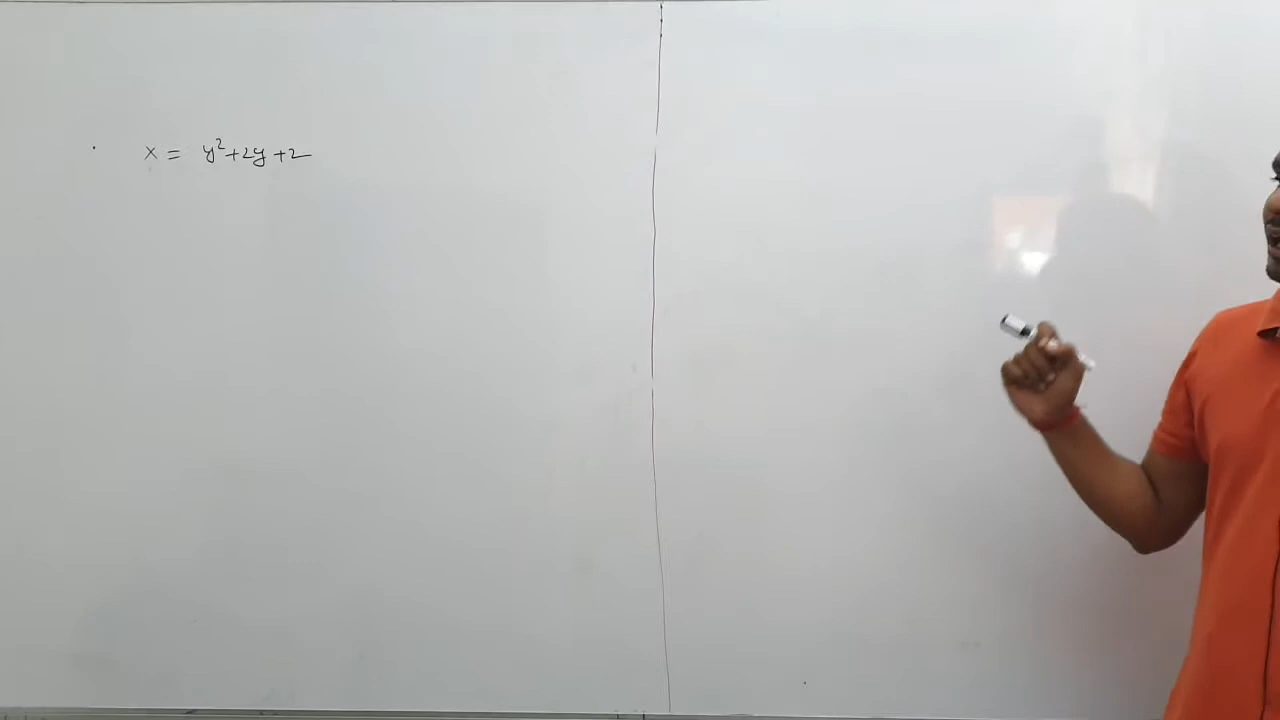 x = y²+2y+2